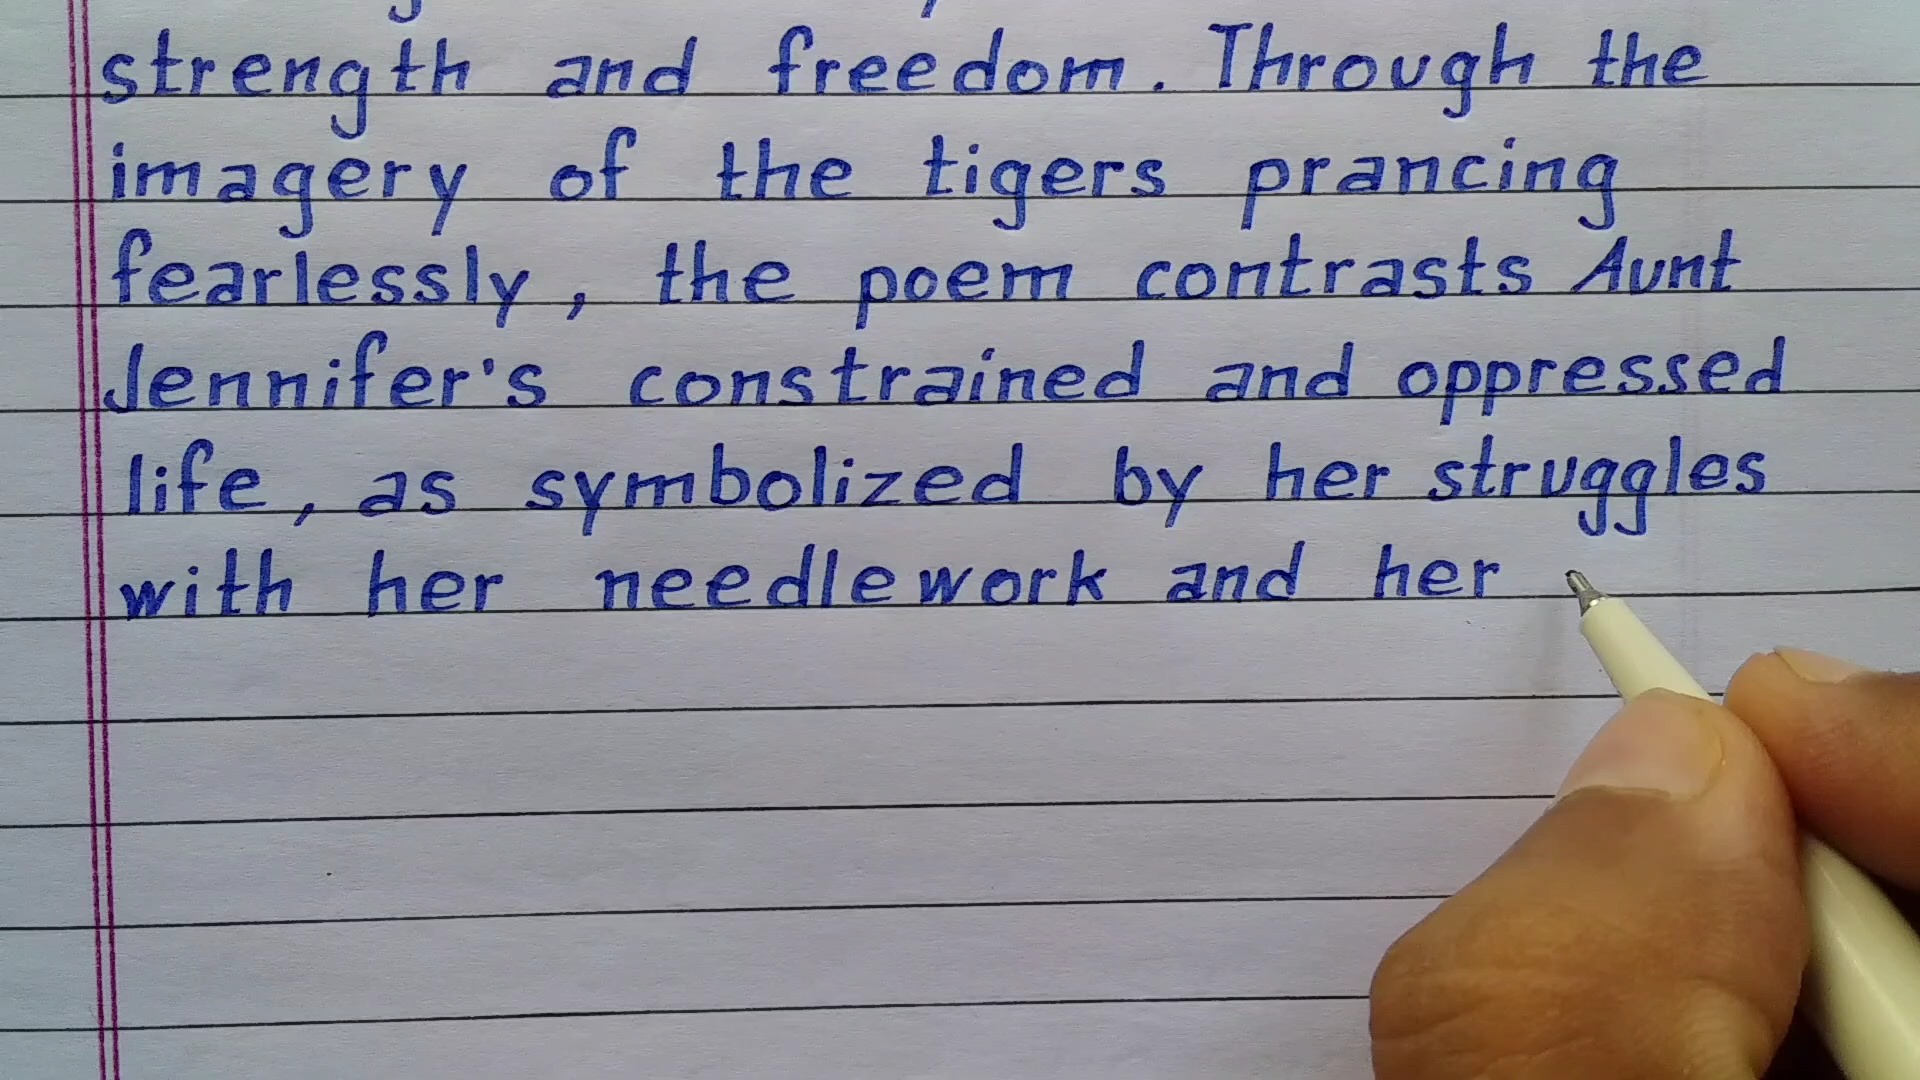 strength and freedom. Through the
imagery of the tigers prancing
fearlessly, the poem contrasts Aunt
Jennifer's constrained and oppressed
life, as symbolized by her struggles
with her needlework and her